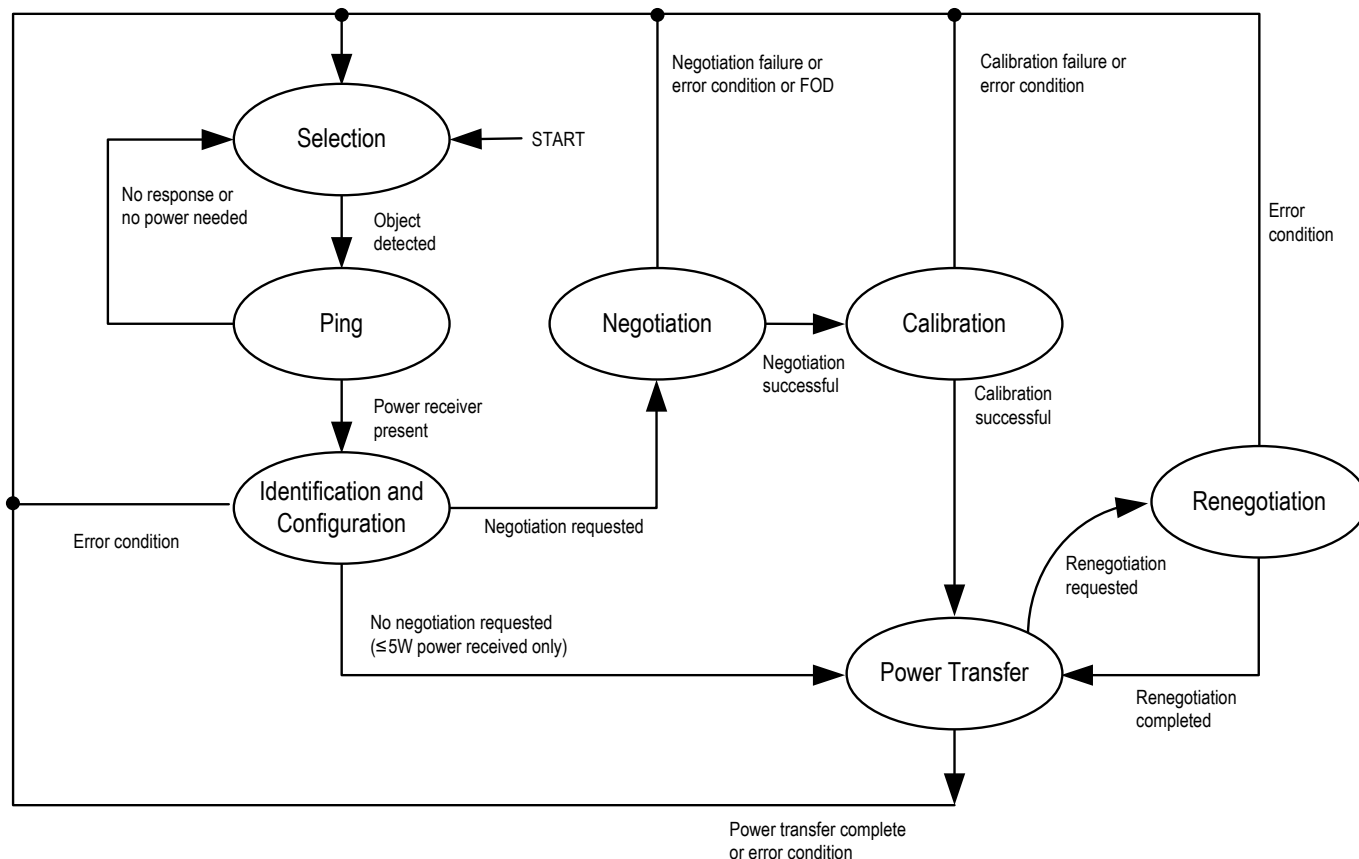 Negotiation failure or
error condition or FOD
Calibration failure or
error condition
Selection
START
No response or
no power needed
Object
detected
Error
condition
Ping
Negotiation
Calibration
Negotiation
successful
Power receiver
present
Calibration
successful
Identification and
Configuration
Renegotiation
Error condition
Negotiation requested
Renegotiation
requested
No negotiation requested
(≤5W power received only)
Power Transfer
Renegotiation
completed
Power transfer complete
or error condition